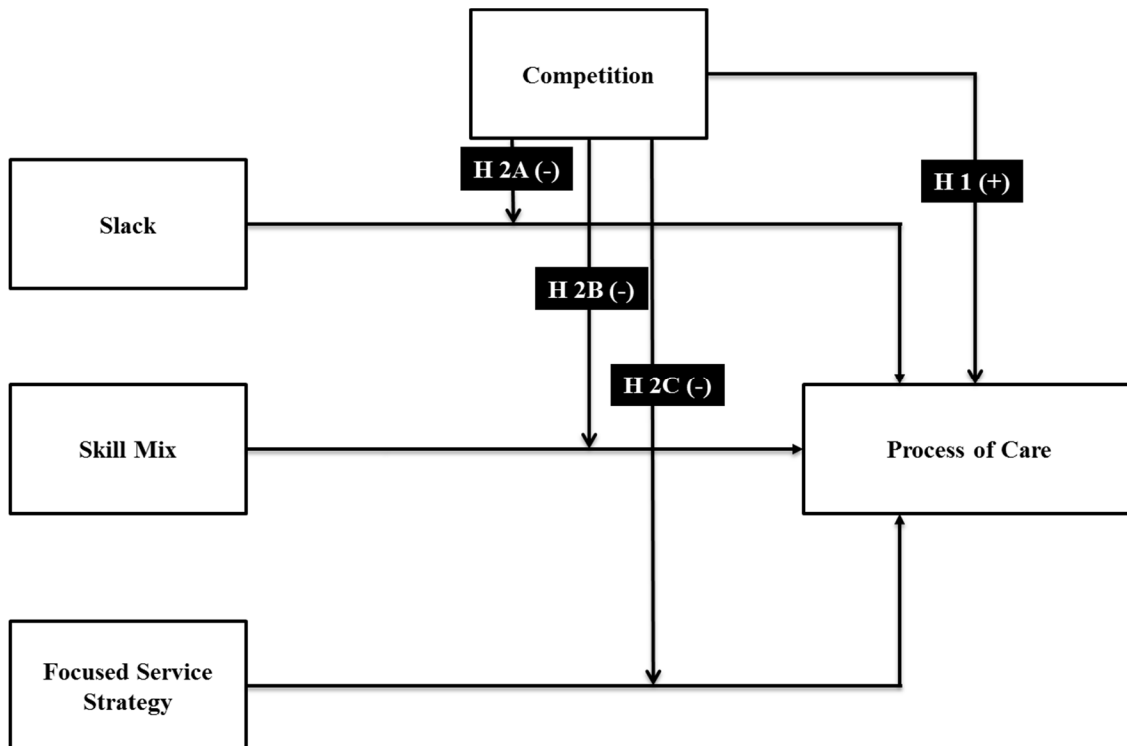 Competition
H 2A (-)
H 1 (+)
Slack
H 2B (-)
H 2C (-)
Skill Mix
Process of Care
Focused Service
Strategy